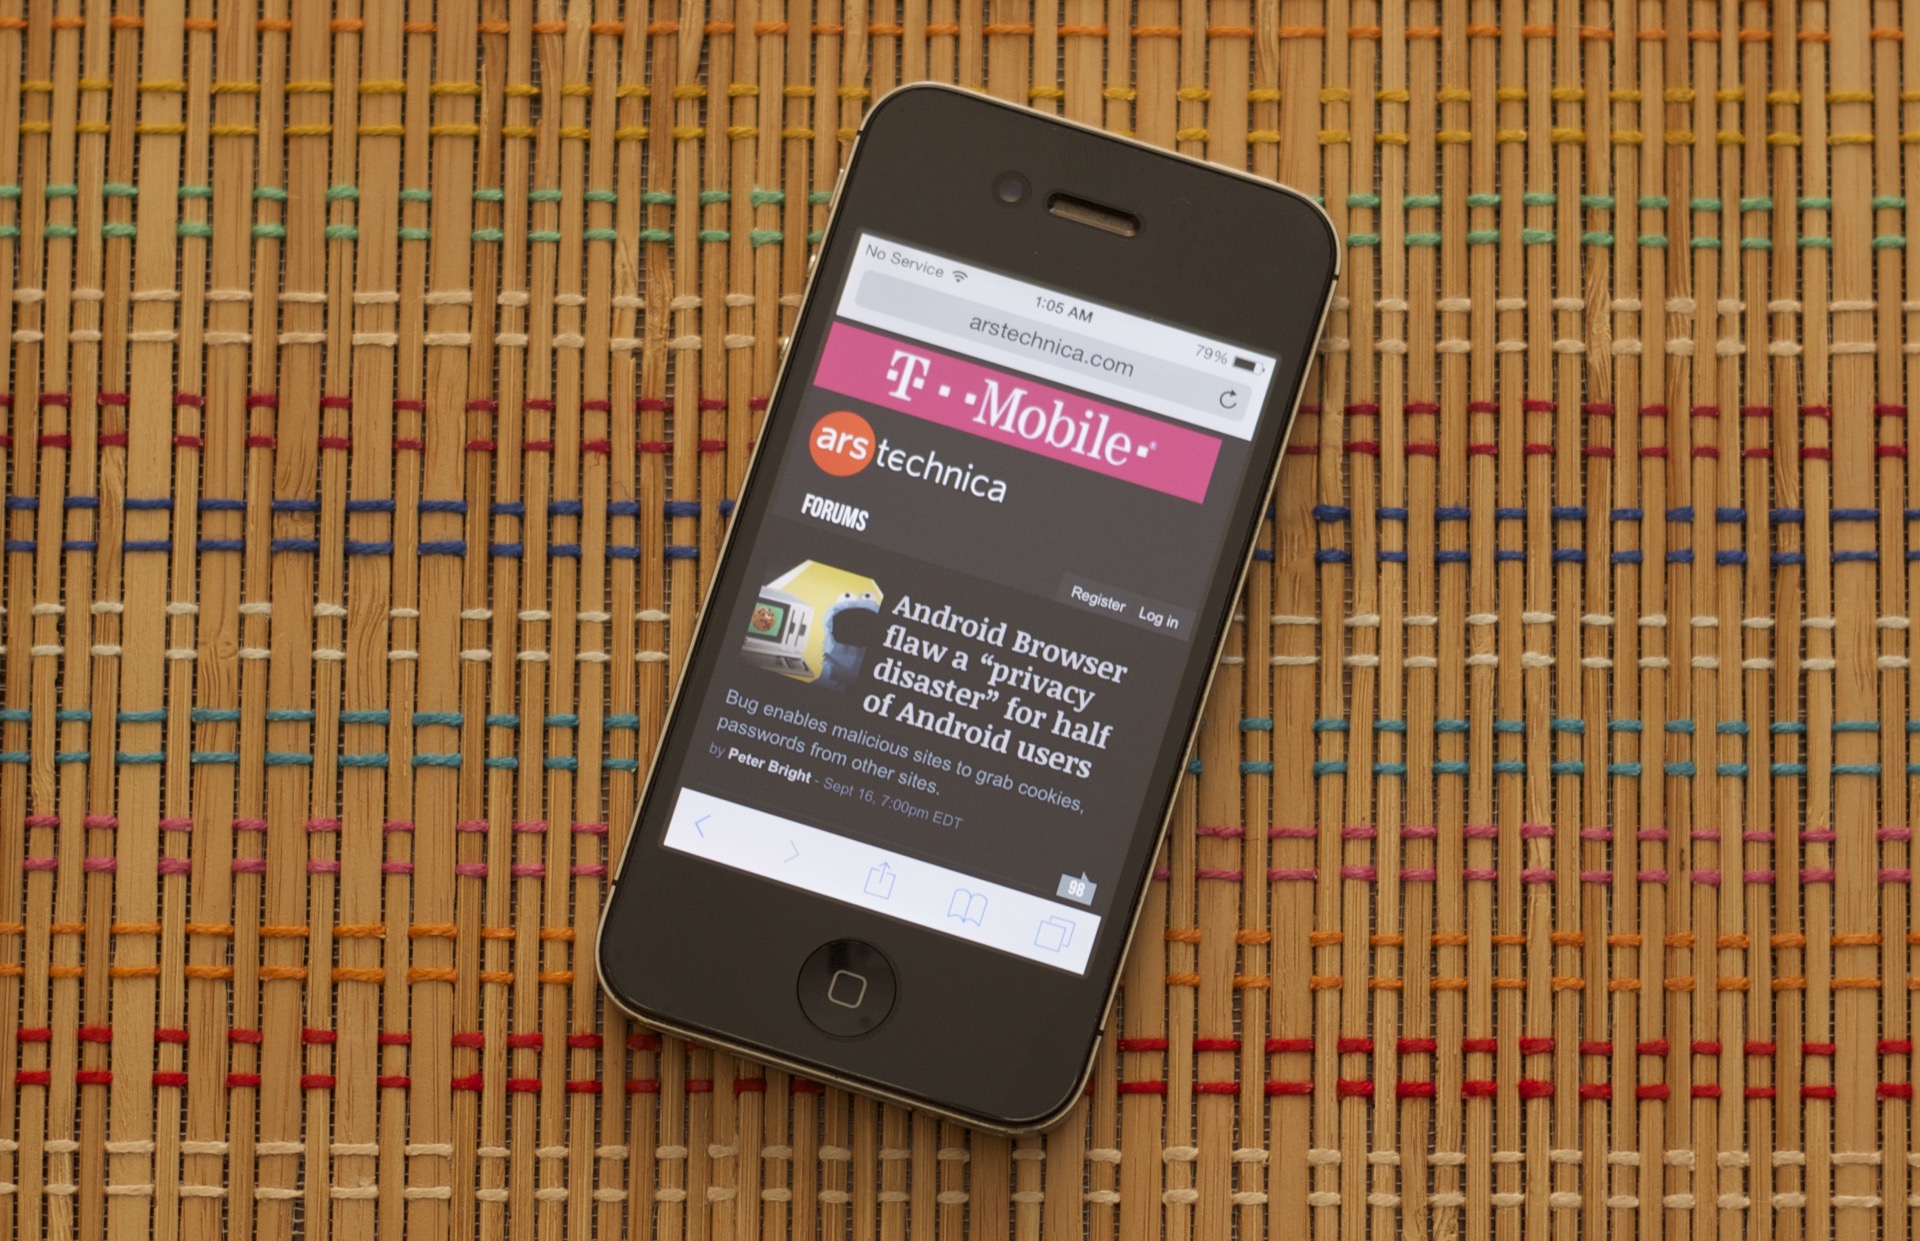 No Service
1:05 AM
79%
arstechnica.com
T··Mobile·®
ars technica
FORUMS
Register Log in
Android Browser
flaw a “privacy
disaster” for half
of Android users
Bug enables malicious sites to grab cookies,
passwords from other sites.
by Peter Bright - Sept 16, 7:00pm EDT
98